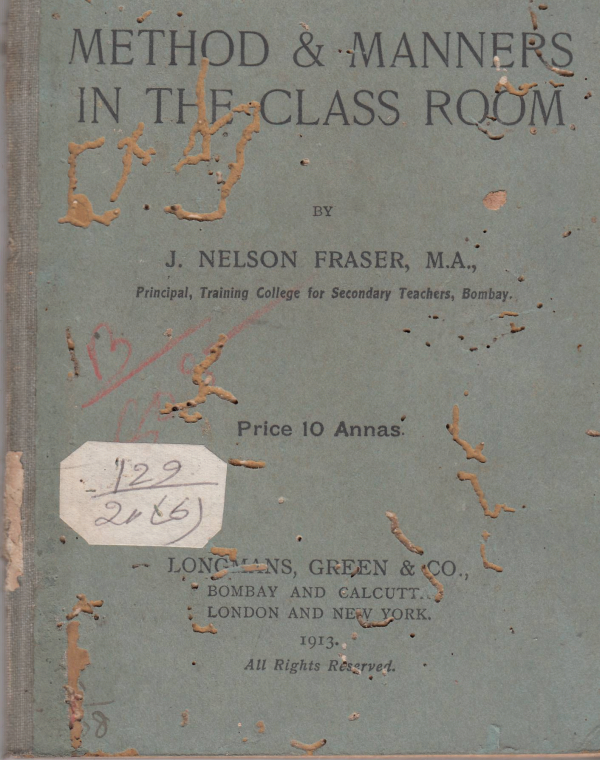 METHOD & MANNERS
IN THE CLASS ROOM
BY
J. NELSON FRASER, M.A.,
Principal, Training College for Secondary Teachers, Bombay.
Price 10 Annas.
129
LONGMANS, GREEN & CO.,
BOMBAY AND CALCUTT
LONDON AND NEW YORK.
1913.
All Rights Reserved.